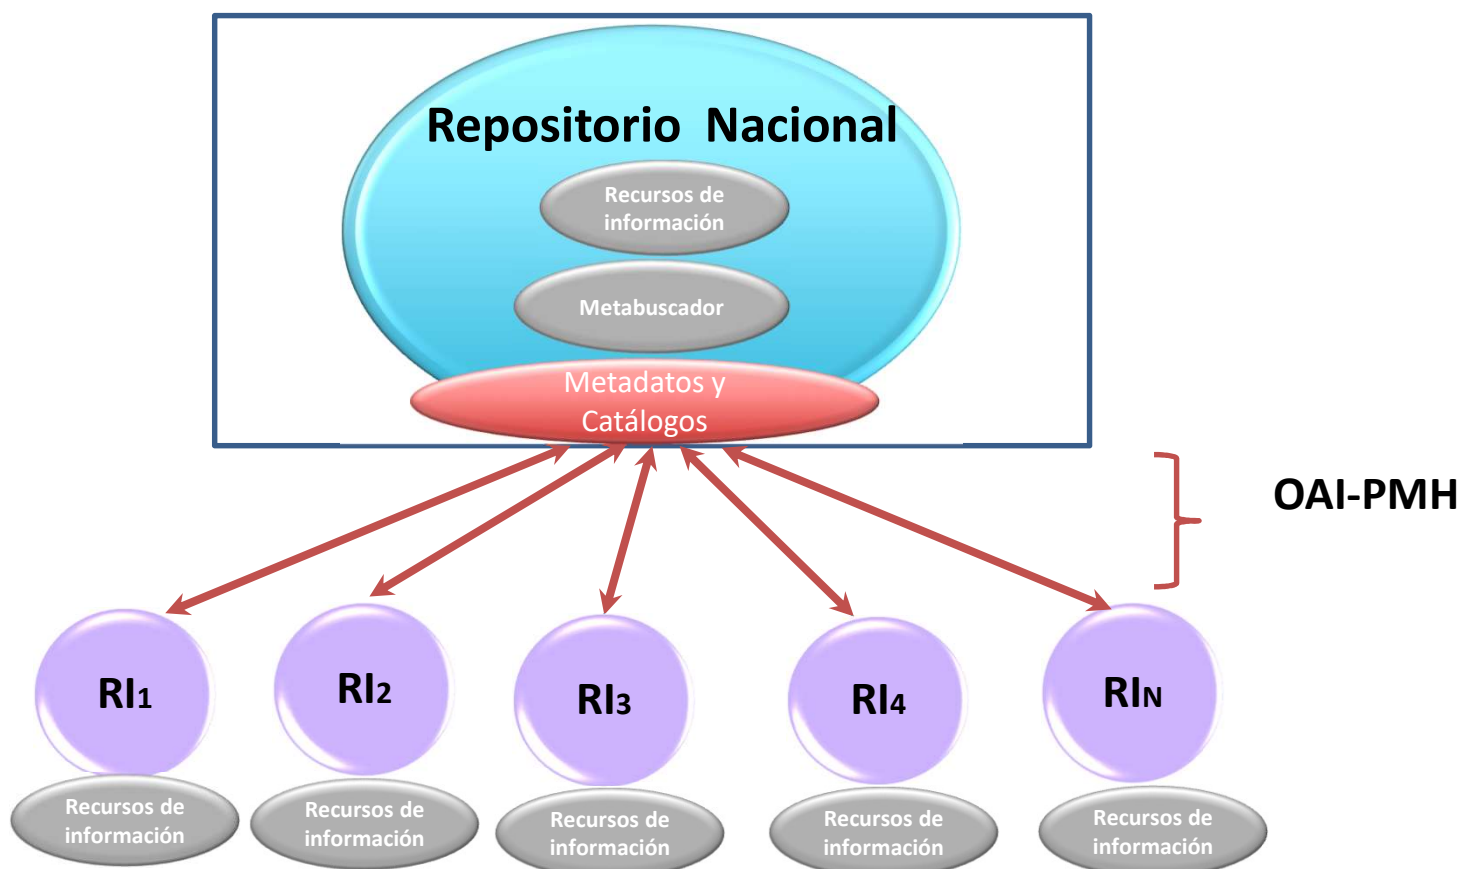 Repositorio Nacional
Recursos de
información
Metabuscador
Metadatos y
Catálogos
OAI-PMH
RI1
RI2
RI3
RI4
RIN
Recursos de
información
Recursos de
información
Recursos de
información
Recursos de
información
Recursos de
información